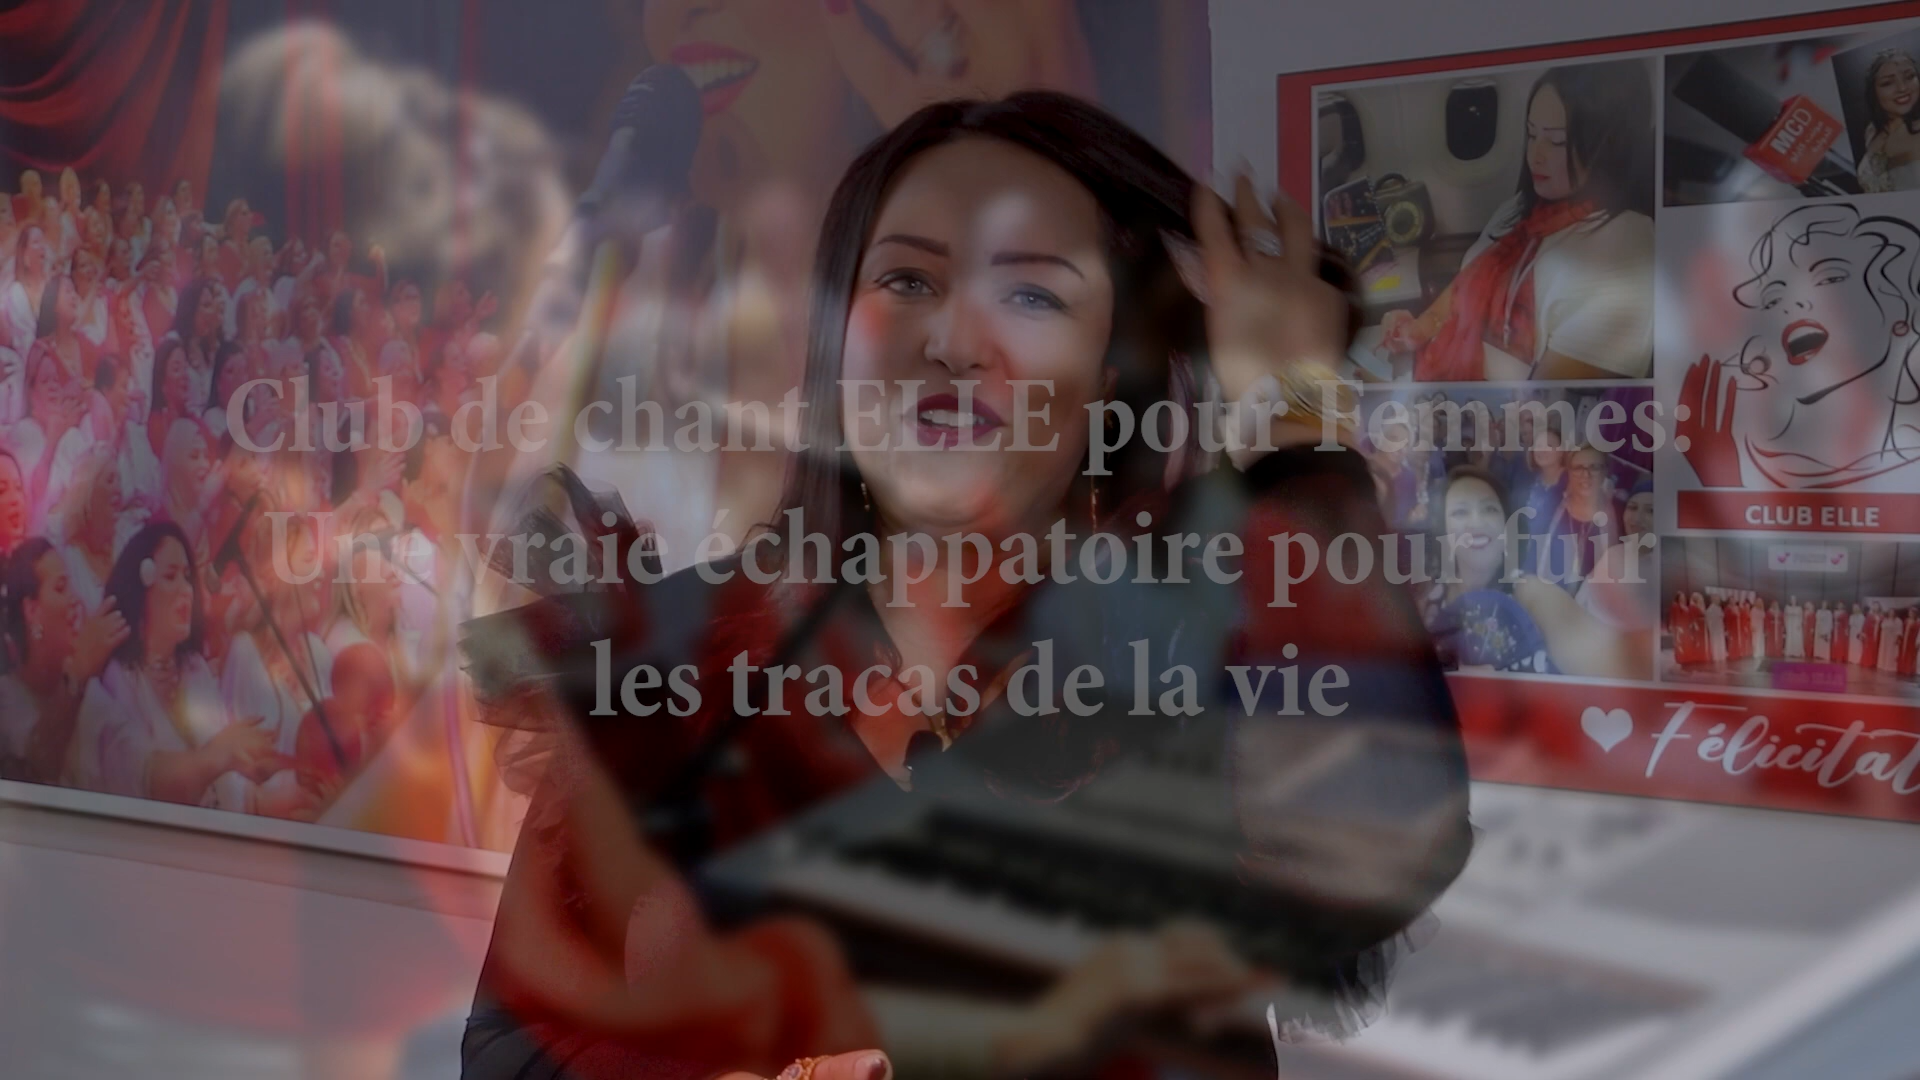 Club de chant ELLE pour Femmes:
Une vraie échappatoire pour fuir
les tracas de la vie
MCD
CLUB ELLE
Félicitat